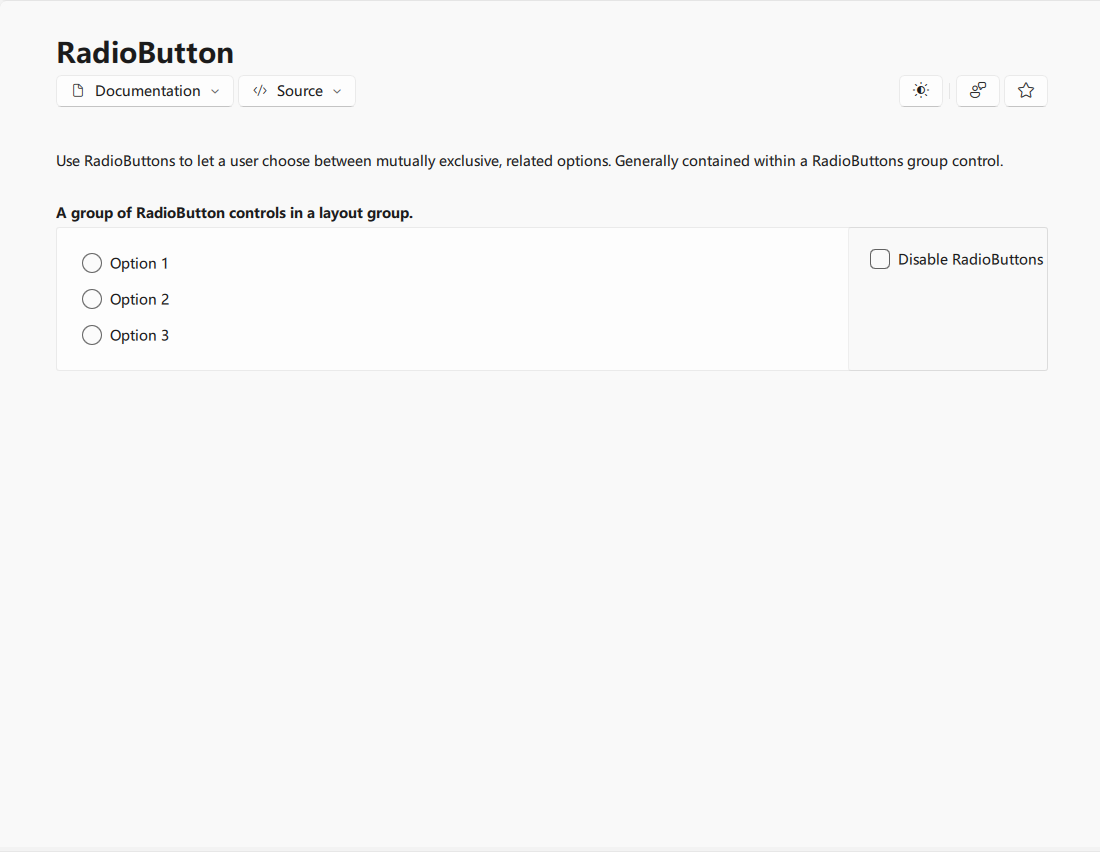 RadioButton
Documentation
Source
Use RadioButtons to let a user choose between mutually exclusive, related options. Generally contained within a RadioButtons group control.
A group of RadioButton controls in a layout group.
Option 1
Option 2
Option 3
Disable RadioButtons